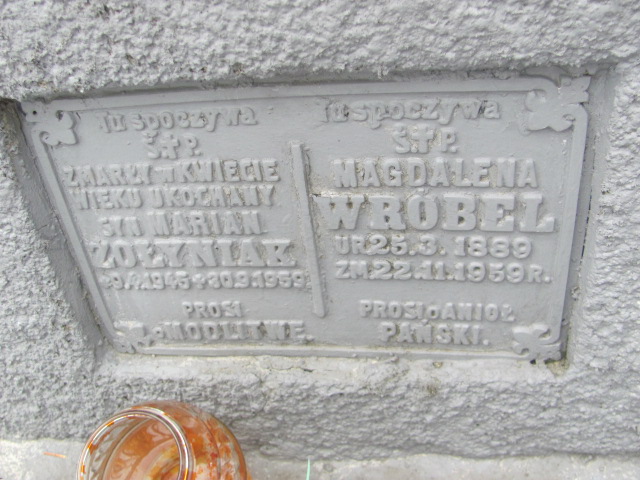 Tu spoczywa
Ś.†P.
ZMARŁY W KWIECIE
WIEKU UKOCHANY
SYN MARIAN
ŻOŁYNIAK
PROSI
O MODLITWĘ.
Tu spoczywa
Ś.†P.
MAGDALENA
WRÓBEL
UR. 25.3.1889
ZM. 22.11.1959 R.
PROSI O ANIOŁ
PAŃSKI.